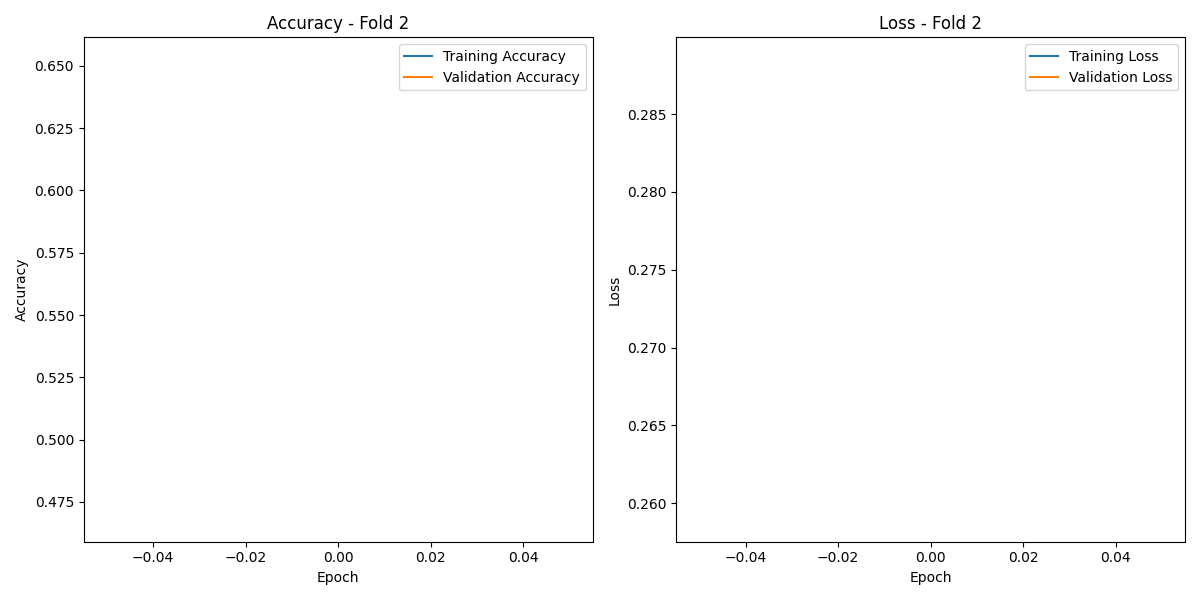 Accuracy - Fold 2
Training Accuracy
Validation Accuracy
0.650
0.625
0.600
0.575
0.550
0.525
0.500
0.475
Accuracy
−0.04 −0.02 0.00 0.02 0.04
Epoch
Loss - Fold 2
Training Loss
Validation Loss
0.285
0.280
0.275
0.270
0.265
0.260
Loss
−0.04 −0.02 0.00 0.02 0.04
Epoch